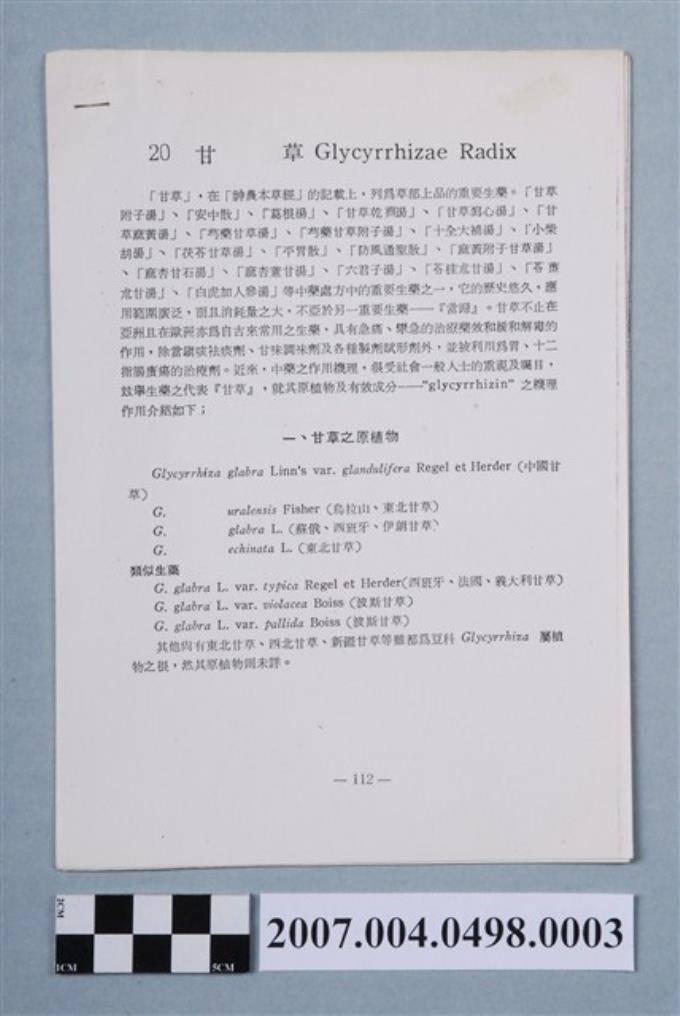 20 甘 草 Glycyrrhizae Radix
「甘草」，在「神農本草經」的記載上，列爲草部上品的重要生藥。「甘草
附子湯」、「安中散」、「葛根湯」、「甘草乾薑湯」、「甘草瀉心湯」、「甘
草麻黃湯」、「芍藥甘草湯」、「芍藥甘草附子湯」、「十全大補湯」、「小柴
胡湯」、「茯苓甘草湯」、「平胃散」、「防風通聖散」、「麻黃附子甘草湯」
、「麻杏甘石湯」、「麻杏薏甘湯」、「六君子湯」、「苓桂朮甘湯」、「苓薑
朮甘湯」、「白虎加人參湯」等中藥處方中的重要生藥之一，它的歷史悠久，應
用範圍廣泛，而且消耗量之大，不亞於另一重要生藥——『當歸』。甘草不止在
亞洲且在歐洲亦爲自古來常用之生藥，具有急痛、攣急的治療藥效和緩和解毒的
作用，除當鎭咳袪痰劑、甘味調味劑及各種製劑賦形劑外，並被利用爲胃、十二
指腸潰瘍的治療劑。近來，中藥之作用機理，很受社會一般人士的重視及矚目，
玆擧生藥之代表『甘草』，就其原植物及有效成分——"glycyrrhizin" 之機理
作用介紹如下；
一、甘草之原植物
Glycyrrhiza glabra Linn's var. glandulifera Regel et Herder（中國甘
草）
G. uralensis Fisher（烏拉山、東北甘草）
G. glabra L.（蘇俄、西班牙、伊朗甘草）
G. echinata L.（東北甘草）
類似生藥
G. glabra L. var. typica Regel et Herder(西班牙、法國、義大利甘草）
G. glabra L. var. violacea Boiss（波斯甘草）
G. glabra L. var. pallida Boiss（波斯甘草）
其他尙有東北甘草、西北甘草、新疆甘草等雖都爲豆科 Glycyrrhiza 屬植
物之根，然其原植物則未詳。
— 112 —
2CM
1CM
5CM
2007.004.0498.0003